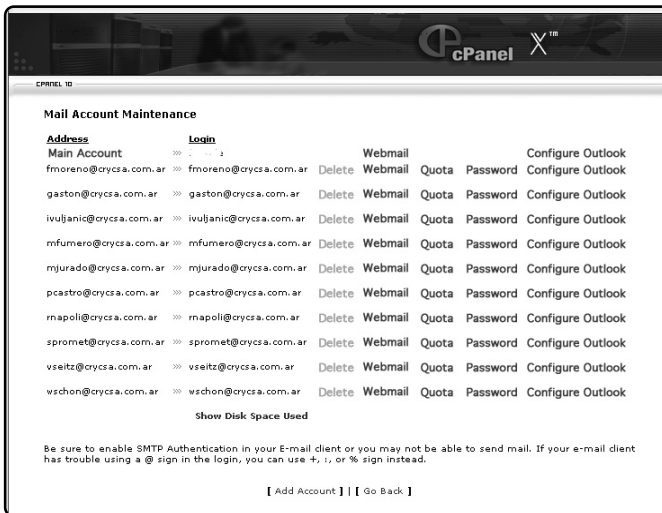 cPanel X™
CPANEL 10
Mail Account Maintenance
Address Login
Main Account »» Webmail Configure Outlook
fmoreno@crycsa.com.ar »» fmoreno@crycsa.com.ar Delete Webmail Quota Password Configure Outlook
gaston@crycsa.com.ar »» gaston@crycsa.com.ar Delete Webmail Quota Password Configure Outlook
ivuljanic@crycsa.com.ar »» ivuljanic@crycsa.com.ar Delete Webmail Quota Password Configure Outlook
mfumero@crycsa.com.ar »» mfumero@crycsa.com.ar Delete Webmail Quota Password Configure Outlook
mjurado@crycsa.com.ar »» mjurado@crycsa.com.ar Delete Webmail Quota Password Configure Outlook
pcastro@crycsa.com.ar »» pcastro@crycsa.com.ar Delete Webmail Quota Password Configure Outlook
rnapoli@crycsa.com.ar »» rnapoli@crycsa.com.ar Delete Webmail Quota Password Configure Outlook
spromet@crycsa.com.ar »» spromet@crycsa.com.ar Delete Webmail Quota Password Configure Outlook
vseitz@crycsa.com.ar »» vseitz@crycsa.com.ar Delete Webmail Quota Password Configure Outlook
wschon@crycsa.com.ar »» wschon@crycsa.com.ar Delete Webmail Quota Password Configure Outlook
Show Disk Space Used
Be sure to enable SMTP Authentication in your E-mail client or you may not be able to send mail. If your e-mail client
has trouble using a @ sign in the login, you can use +, :, or % sign instead.
[ Add Account ] | [ Go Back ]